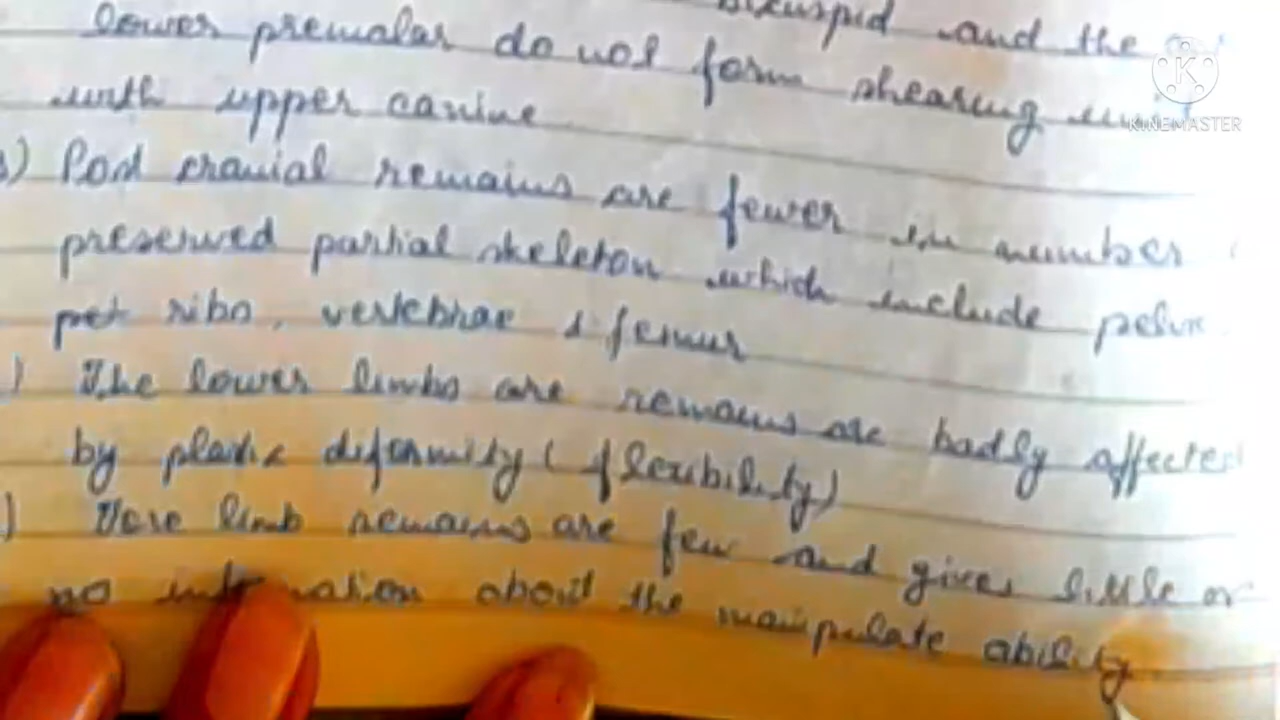 bicuspid and the
lower premolar do not form shearing unit
with upper canine
) Post cranial remains are fewer in number
preserved partial skeleton which include pelvic
ribs, vertebrae & femur
) The lower limbs are remains are badly affected
by plastic deformity (flexibility)
) Fore limb remains are few and gives little or
no information about the manipulate ability
K
KINEMASTER